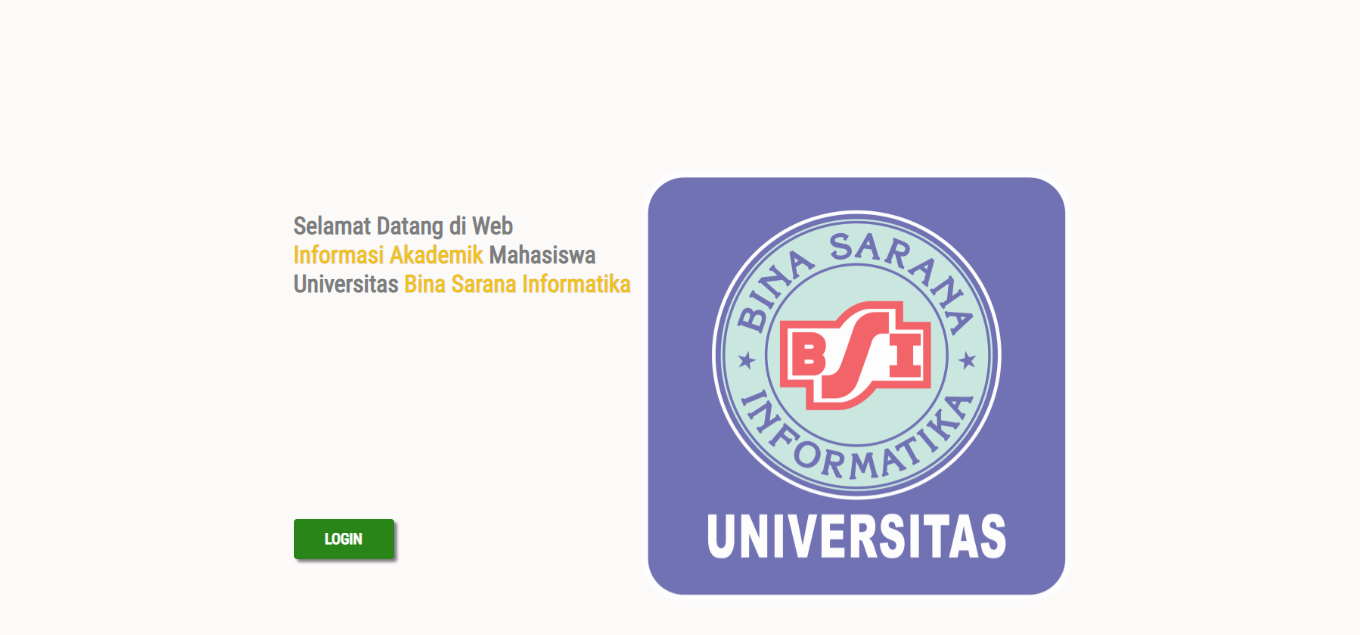 Selamat Datang di Web
Informasi Akademik Mahasiswa
Universitas Bina Sarana Informatika
LOGIN
BINA SARANA
BSI
INFORMATIKA
UNIVERSITAS